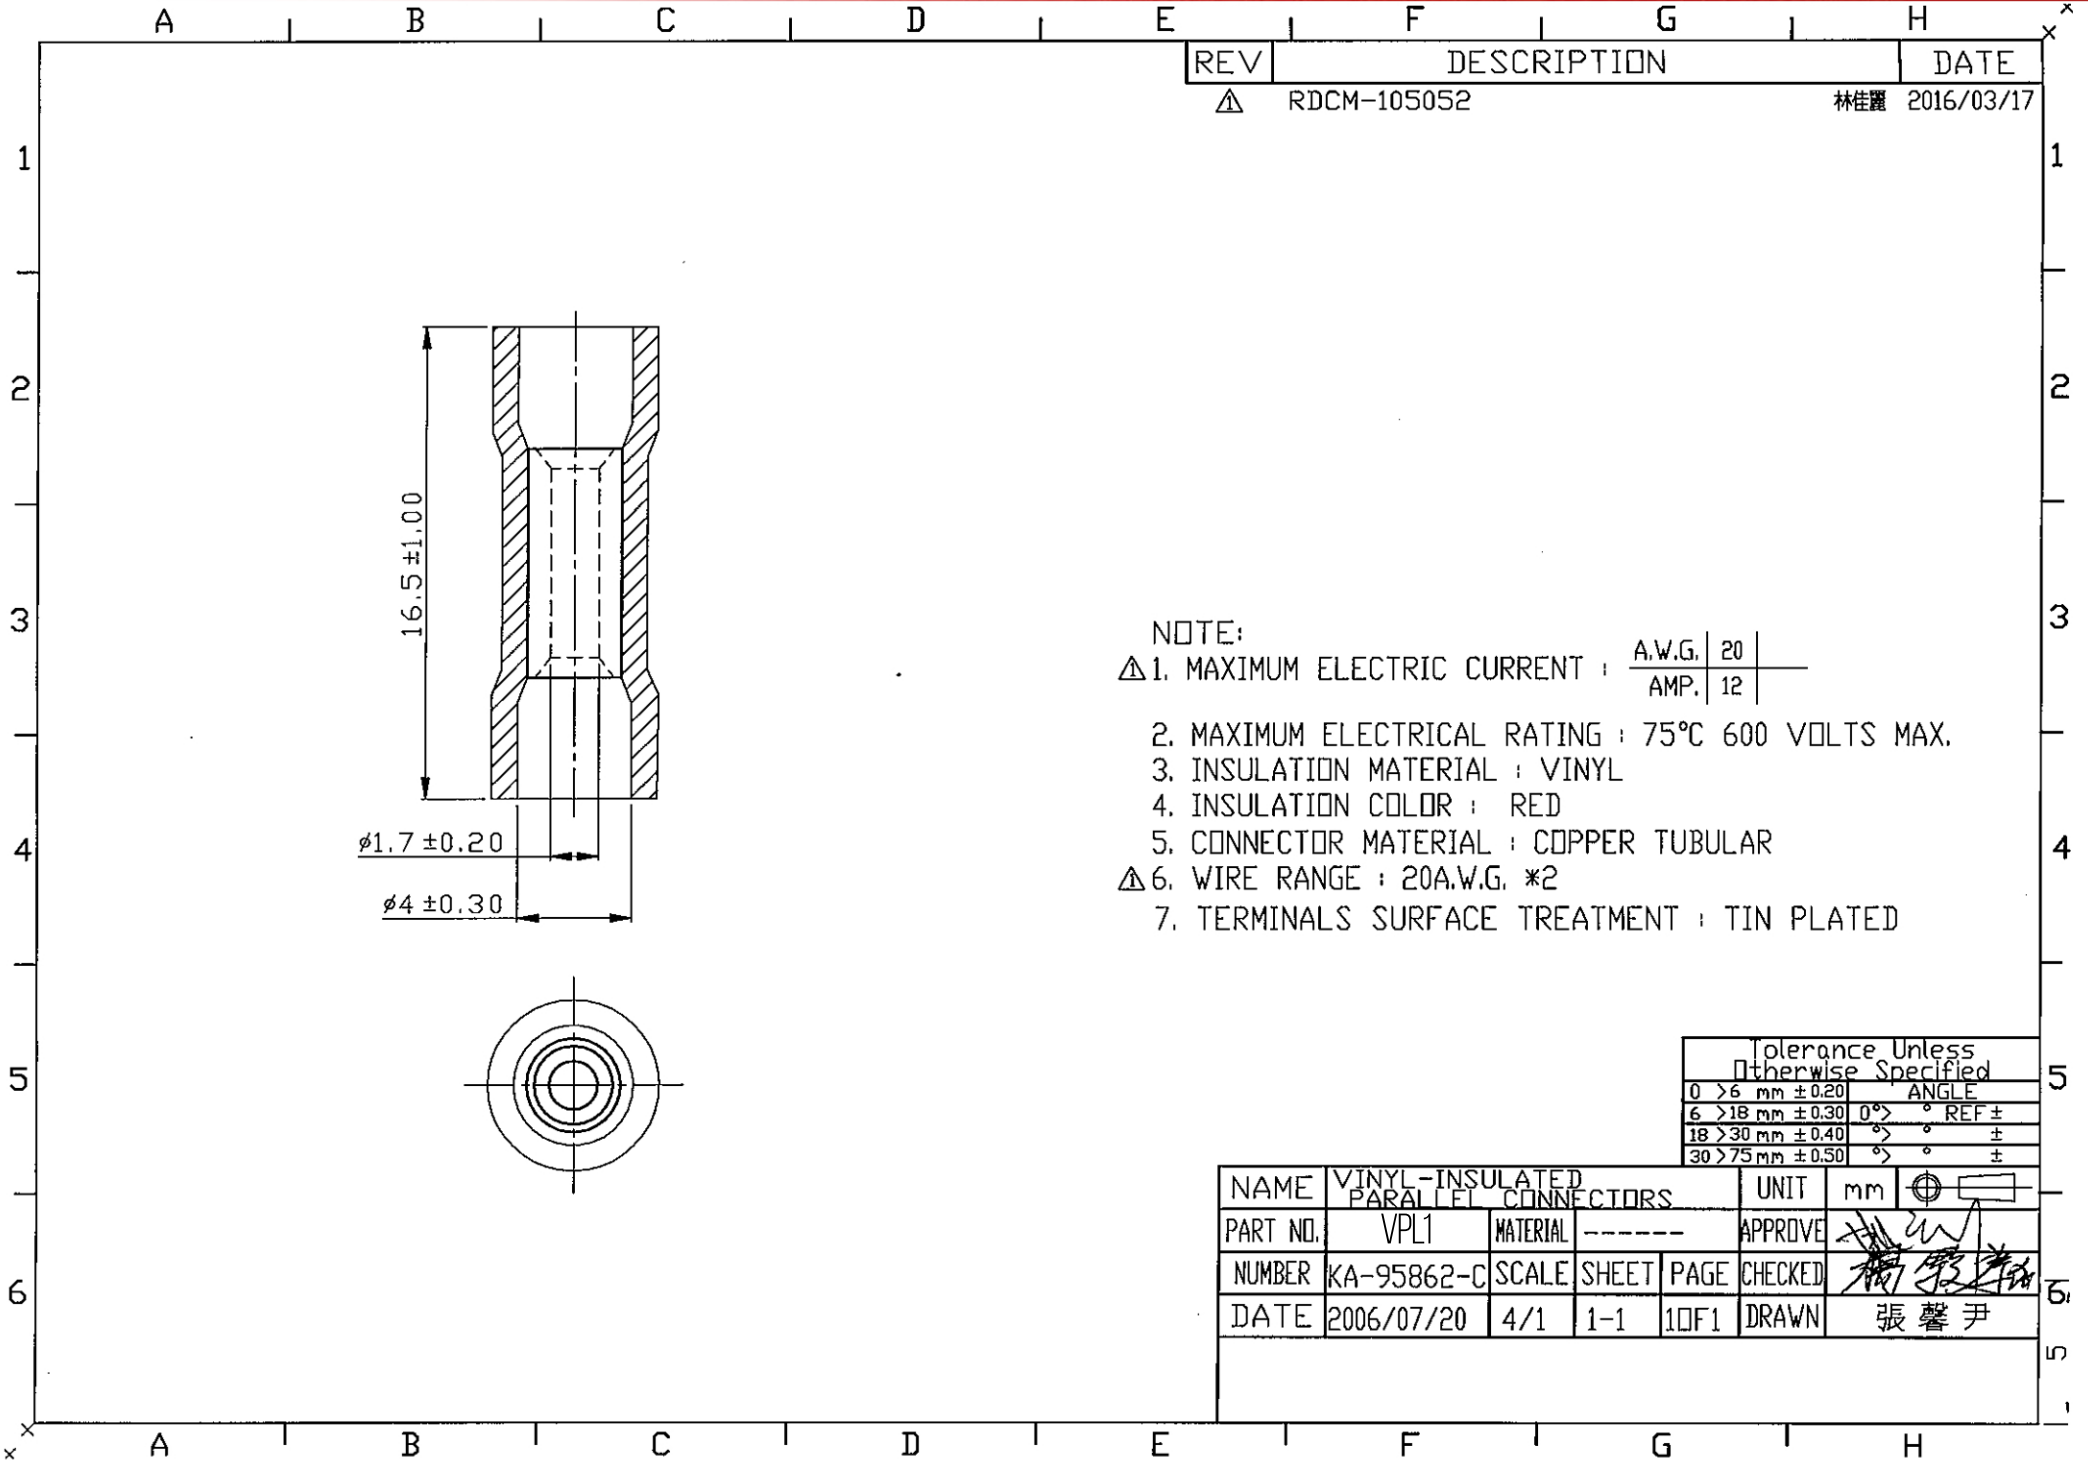 A B C D E F G H
REV DESCRIPTION DATE
1 RDCM-105052 林佳麗 2016/03/17
1 1
2 2
3 3
4 4
5 5
6 6
16.5±1.00
ø1.7±0.20
ø4±0.30
NOTE:
1 1. MAXIMUM ELECTRIC CURRENT : A.W.G. 20
AMP. 12
2. MAXIMUM ELECTRICAL RATING : 75°C 600 VOLTS MAX.
3. INSULATION MATERIAL : VINYL
4. INSULATION COLOR : RED
5. CONNECTOR MATERIAL : COPPER TUBULAR
1 6. WIRE RANGE : 20A.W.G. *2
7. TERMINALS SURFACE TREATMENT : TIN PLATED
Tolerance Unless
Otherwise Specified
0 >6 mm ±0.20 ANGLE
6 >18 mm ±0.30 0°> ° REF±
18 >30 mm ±0.40 °> ° ±
30 >75 mm ±0.50 °> ° ±
NAME VINYL-INSULATED
PARALLEL CONNECTORS UNIT mm
PART NO. VPL1 MATERIAL ------ APPROVE
NUMBER KA-95862-C SCALE SHEET PAGE CHECKED
DATE 2006/07/20 4/1 1-1 1OF1 DRAWN 張馨尹
A B C D E F G H